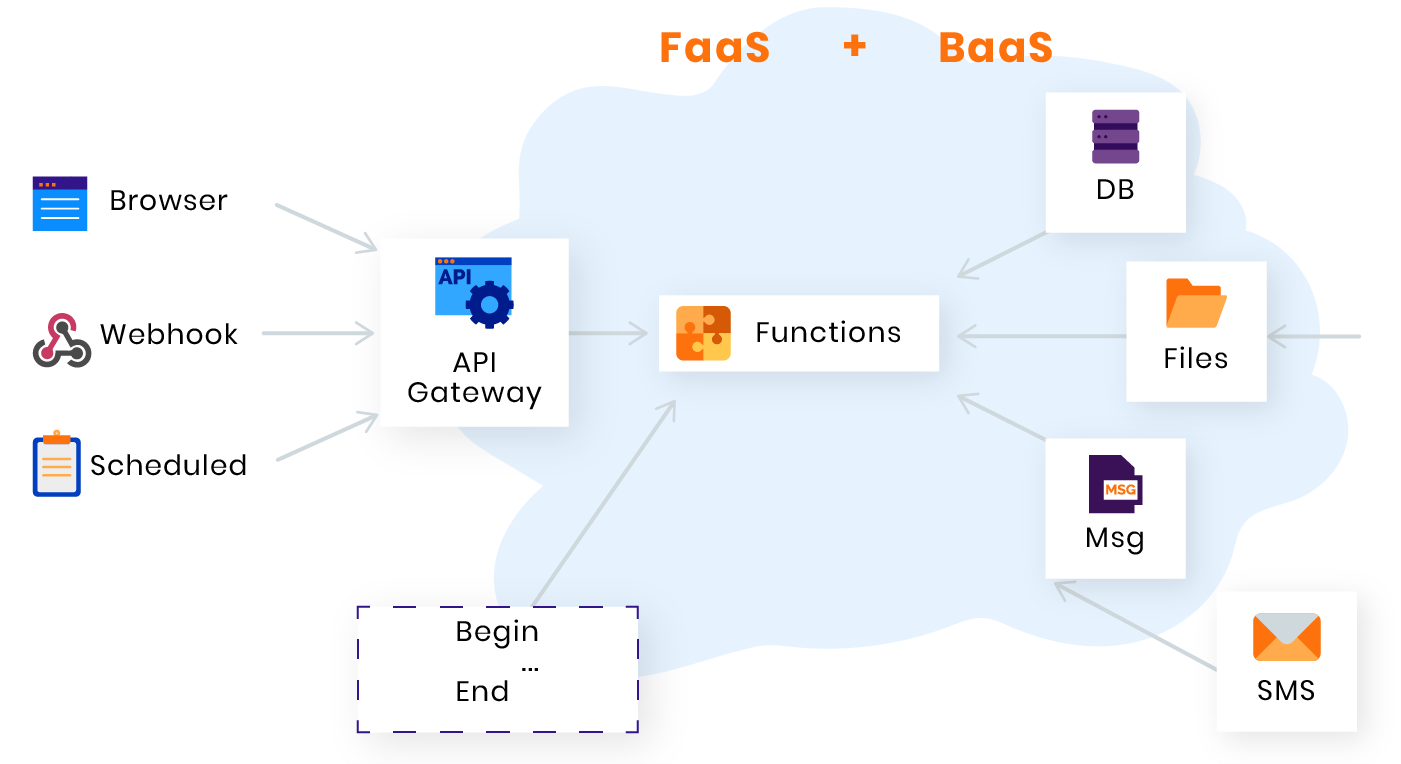 FaaS + BaaS
DB
Browser
API
API
Gateway
Webhook
Functions
Files
Scheduled
MSG
Msg
Begin
...
End
SMS